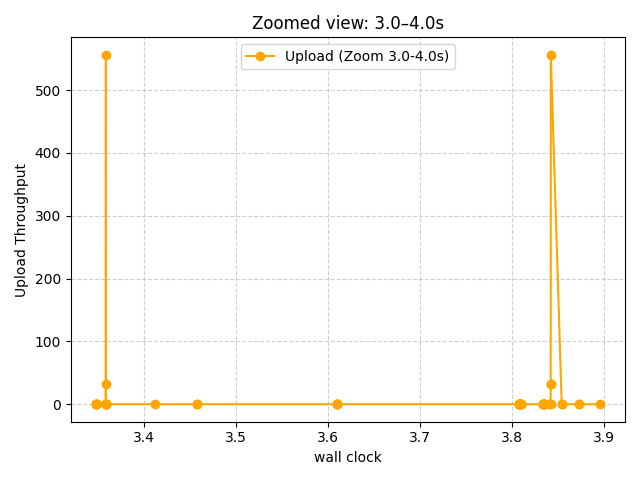 Zoomed view: 3.0–4.0s
Upload (Zoom 3.0-4.0s)
Upload Throughput
500
400
300
200
100
0
3.4 3.5 3.6 3.7 3.8 3.9
wall clock